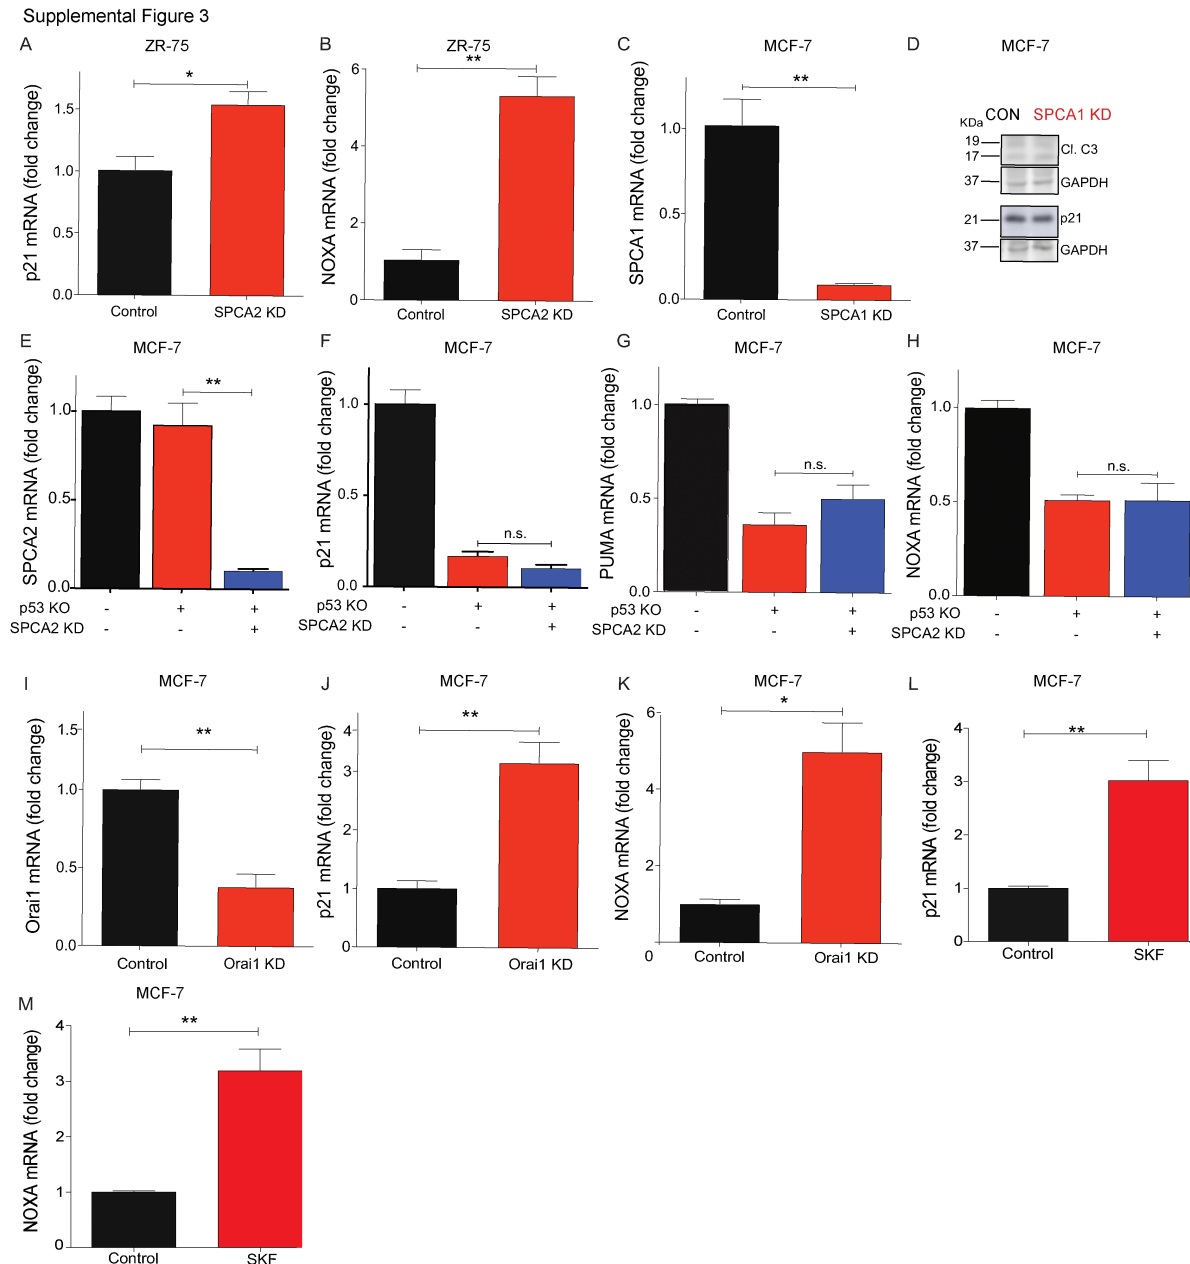 Supplemental Figure 3
A
ZR-75
p21 mRNA (fold change)
1.5
1.0
0.5
0.0
*
Control
SPCA2 KD
B
ZR-75
NOXA mRNA (fold change)
6
4
2
0
**
Control
SPCA2 KD
C
MCF-7
SPCA1 mRNA (fold change)
1.0
0.5
0.0
**
Control
SPCA1 KD
D
MCF-7
KDa
CON
SPCA1 KD
19
17
Cl. C3
37
GAPDH
21
p21
37
GAPDH
E
MCF-7
SPCA2 mRNA (fold change)
1.0
0.5
0.0
**
p53 KO - + +
SPCA2 KD - - +
F
MCF-7
p21 mRNA (fold change)
1.0
0.5
0.0
n.s.
p53 KO - + +
SPCA2 KD - - +
G
MCF-7
PUMA mRNA (fold change)
1.0
0.5
0.0
n.s.
p53 KO - + +
SPCA2 KD - - +
H
MCF-7
NOXA mRNA (fold change)
1.0
0.5
0.0
n.s.
p53 KO - + +
SPCA2 KD - - +
I
MCF-7
Orai1 mRNA (fold change)
1.5
1.0
0.5
0.0
**
Control
Orai1 KD
J
MCF-7
p21 mRNA (fold change)
4
3
2
1
0
**
Control
Orai1 KD
K
MCF-7
NOXA mRNA (fold change)
6
4
2
0
*
Control
Orai1 KD
L
MCF-7
p21 mRNA (fold change)
4
3
2
1
0
**
Control
SKF
M
MCF-7
NOXA mRNA (fold change)
4
3
2
1
0
**
Control
SKF